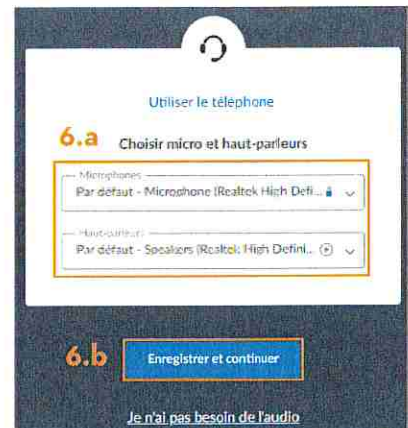 Utiliser le téléphone
6.a Choisir micro et haut-parleurs
Microphones
Par défaut - Microphone (Realtek High Defi...
Haut-parleurs
Par défaut - Speakers (Realtek High Defini...
6.b Enregistrer et continuer
Je n'ai pas besoin de l'audio